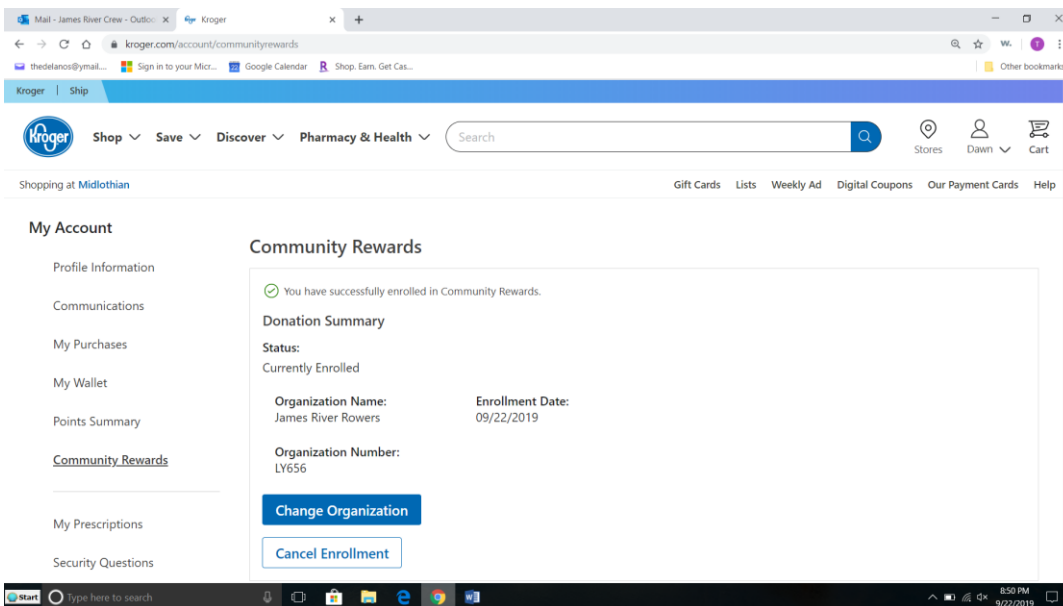 Mail - James River Crew - Outloo
Kroger
kroger.com/account/communityrewards
W.
T
thedelanos@ymail....
Sign in to your Micr...
Google Calendar
R Shop. Earn. Get Cas...
Other bookmarks
Kroger | Ship
Kroger Shop Save Discover Pharmacy & Health Search
Stores Dawn Cart
Shopping at Midlothian
Gift Cards Lists Weekly Ad Digital Coupons Our Payment Cards Help
My Account
Profile Information
Communications
My Purchases
My Wallet
Points Summary
Community Rewards
My Prescriptions
Security Questions
Community Rewards
You have successfully enrolled in Community Rewards.
Donation Summary
Status:
Currently Enrolled
Organization Name:
James River Rowers
Enrollment Date:
09/22/2019
Organization Number:
LY656
Change Organization
Cancel Enrollment
Start Type here to search
8:50 PM
9/22/2019